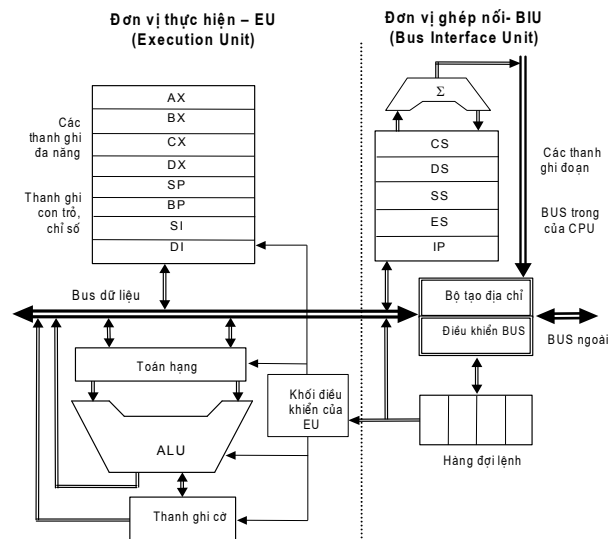 Đơn vị thực hiện – EU
(Execution Unit)
Đơn vị ghép nối- BIU
(Bus Interface Unit)
Các
thanh ghi
đa năng
Thanh ghi
con trỏ,
chỉ số
AX
BX
CX
DX
SP
BP
SI
DI
Σ
CS
DS
SS
ES
IP
Các thanh
ghi đoạn
BUS trong
của CPU
Bus dữ liệu
Bộ tạo địa chỉ
Điều khiển BUS
BUS ngoài
Toán hạng
Khối điều
khiển của
EU
ALU
Hàng đợi lệnh
Thanh ghi cờ